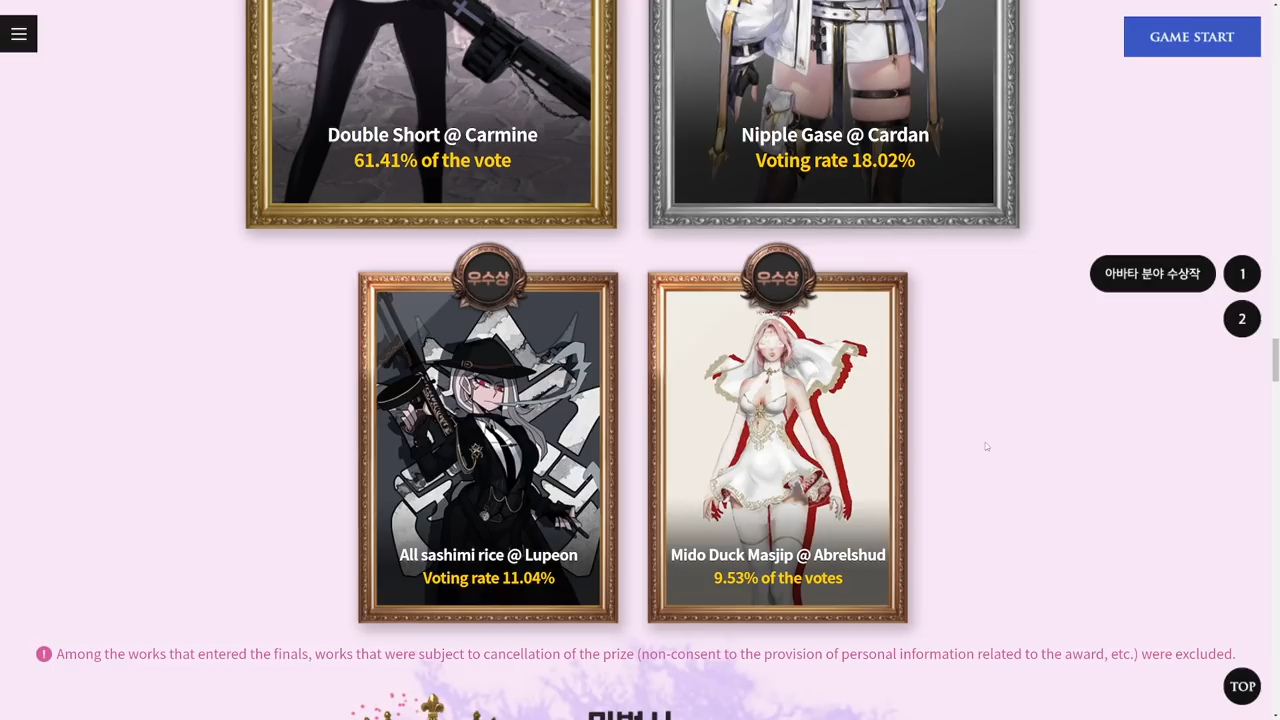 GAME START
Double Short @ Carmine
61.41% of the vote
Nipple Gase @ Cardan
Voting rate 18.02%
아바타 분야 수상작
1
2
우수상
우수상
All sashimi rice @ Lupeon
Voting rate 11.04%
Mido Duck Masjip @ Abrelshud
9.53% of the votes
! Among the works that entered the finals, works that were subject to cancellation of the prize (non-consent to the provision of personal information related to the award, etc.) were excluded.
TOP